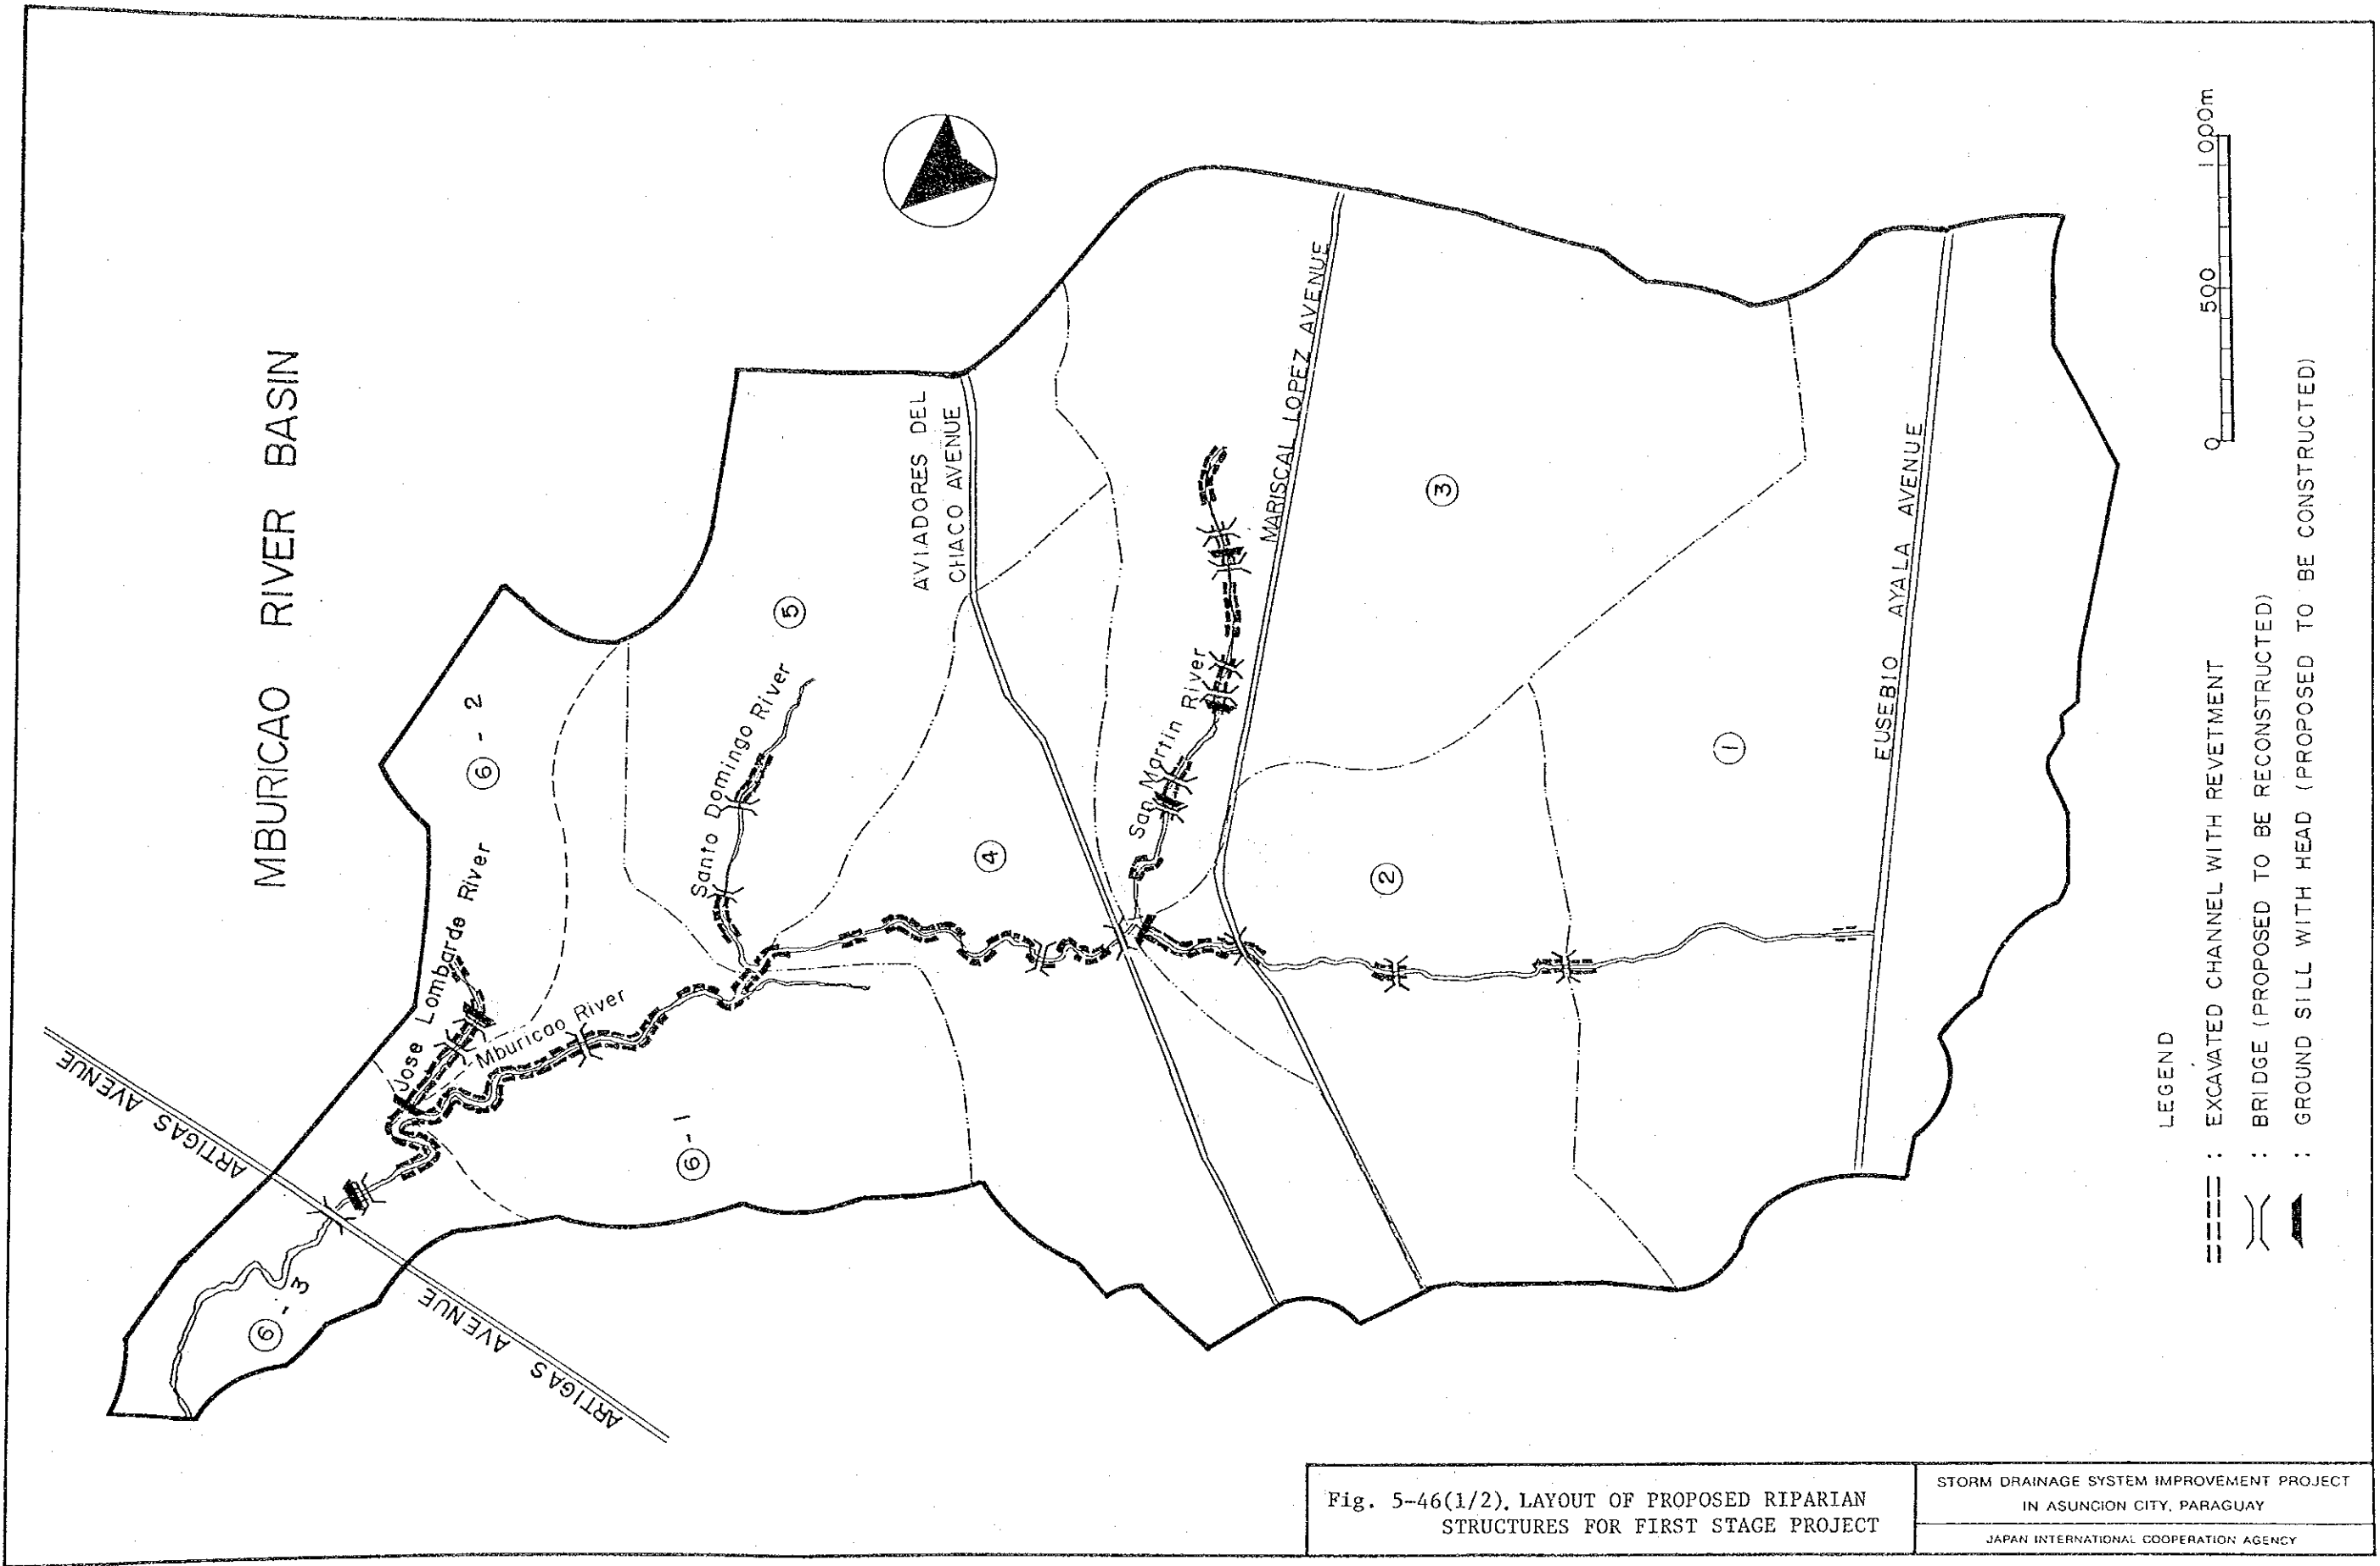 MBURICAO RIVER BASIN
ARTIGAS AVENUE
ARTIGAS AVENUE
Jose Lombarde River
Mburicao River
Santo Domingo River
San Martin River
AVIADORES DEL
CHIACO AVENUE
MARISCAL LOPEZ AVENUE
EUSEBIO AYALA AVENUE
6 - 2
5
4
3
2
1
6 - 1
6 - 3
0 500 1000m
LEGEND
: EXCAVATED CHANNEL WITH REVETMENT
: BRIDGE (PROPOSED TO BE RECONSTRUCTED)
: GROUND SILL WITH HEAD (PROPOSED TO BE CONSTRUCTED)
Fig. 5-46(1/2). LAYOUT OF PROPOSED RIPARIAN
STRUCTURES FOR FIRST STAGE PROJECT
STORM DRAINAGE SYSTEM IMPROVEMENT PROJECT
IN ASUNCION CITY, PARAGUAY
JAPAN INTERNATIONAL COOPERATION AGENCY